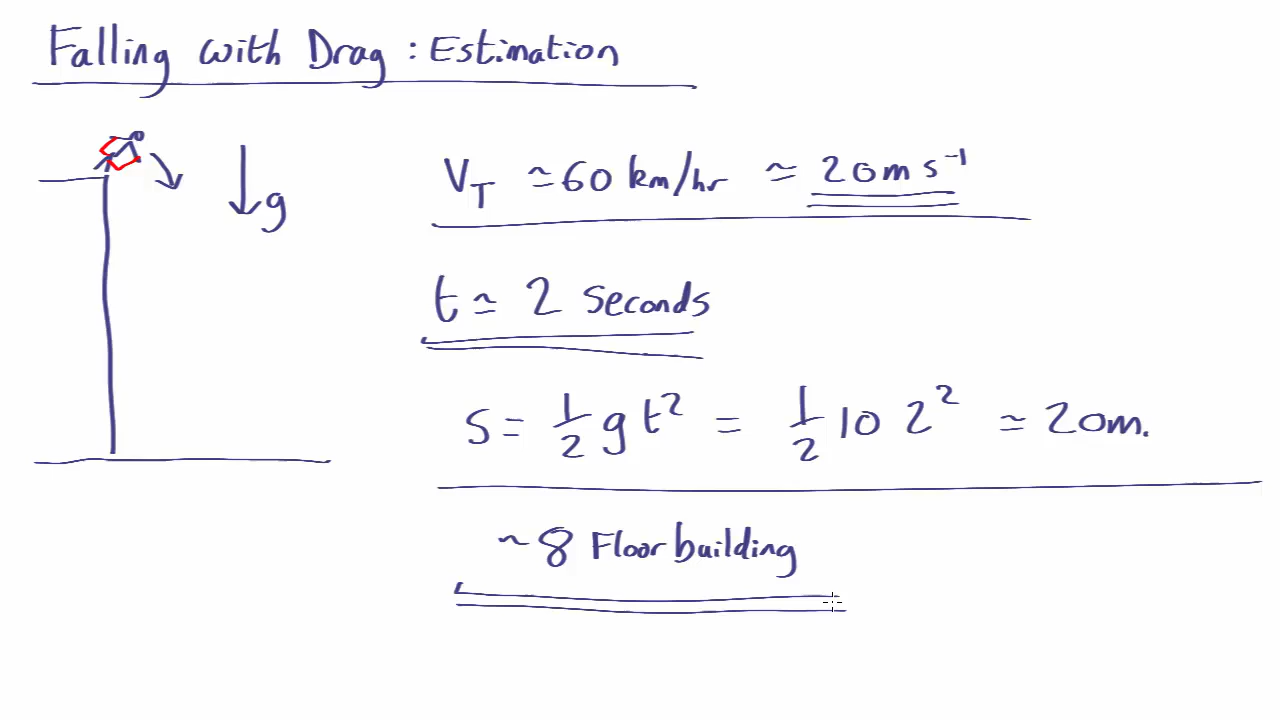 Falling with Drag : Estimation
g
V_T ≃ 60 km/hr ≃ 20 m s⁻¹
t ≃ 2 Seconds
S = 1/2 g t² = 1/2 10 2² ≃ 20m.
~ 8 Floor building